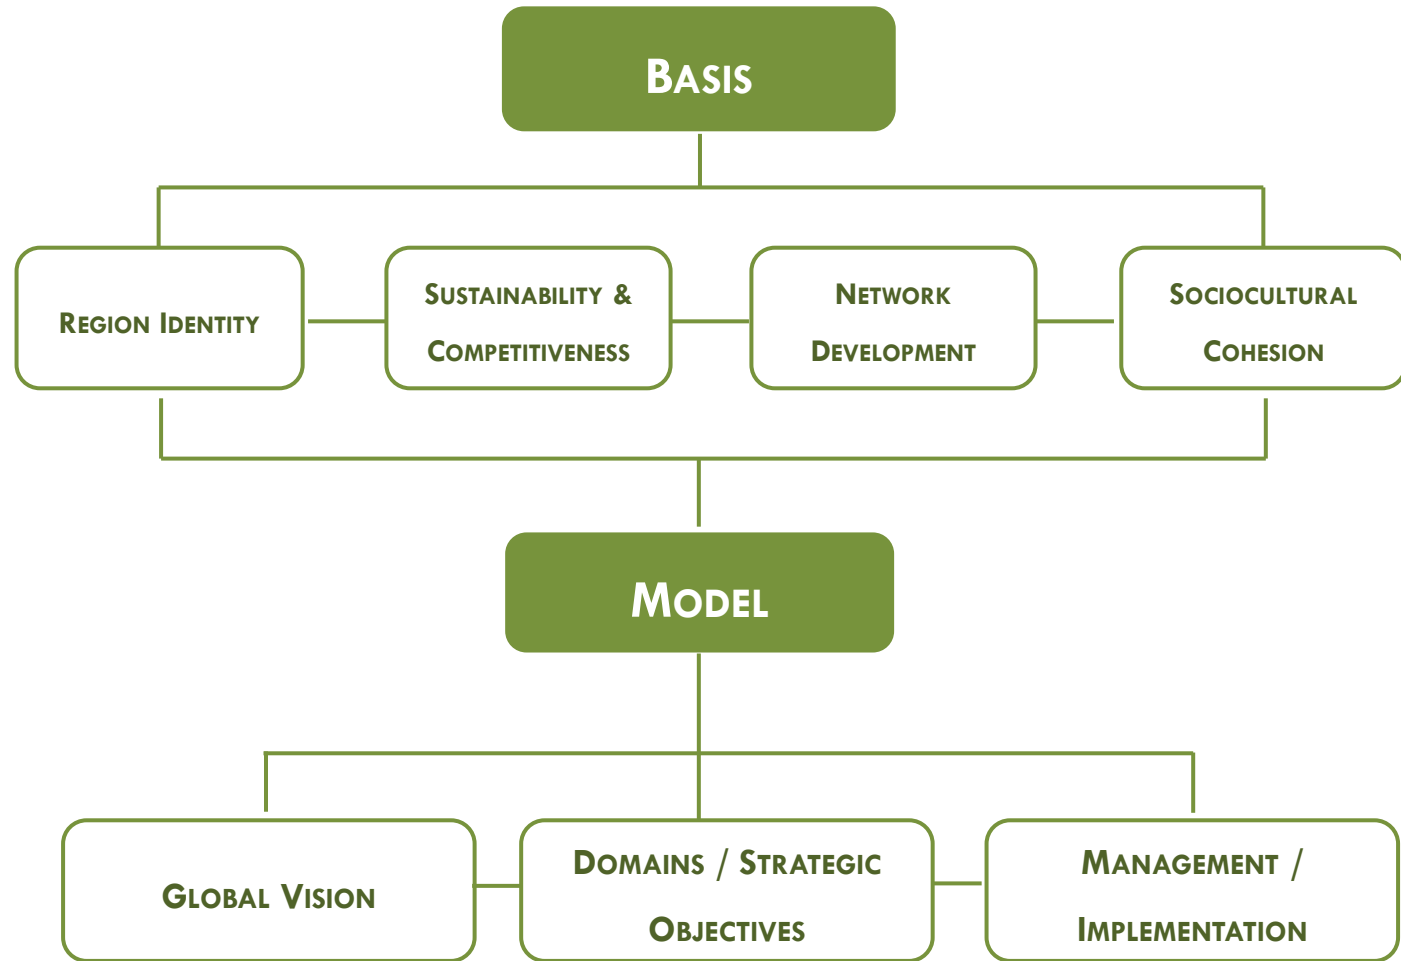 BASIS
REGION IDENTITY
SUSTAINABILITY &
COMPETITIVENESS
NETWORK
DEVELOPMENT
SOCIOCULTURAL
COHESION
MODEL
GLOBAL VISION
DOMAINS / STRATEGIC
OBJECTIVES
MANAGEMENT /
IMPLEMENTATION